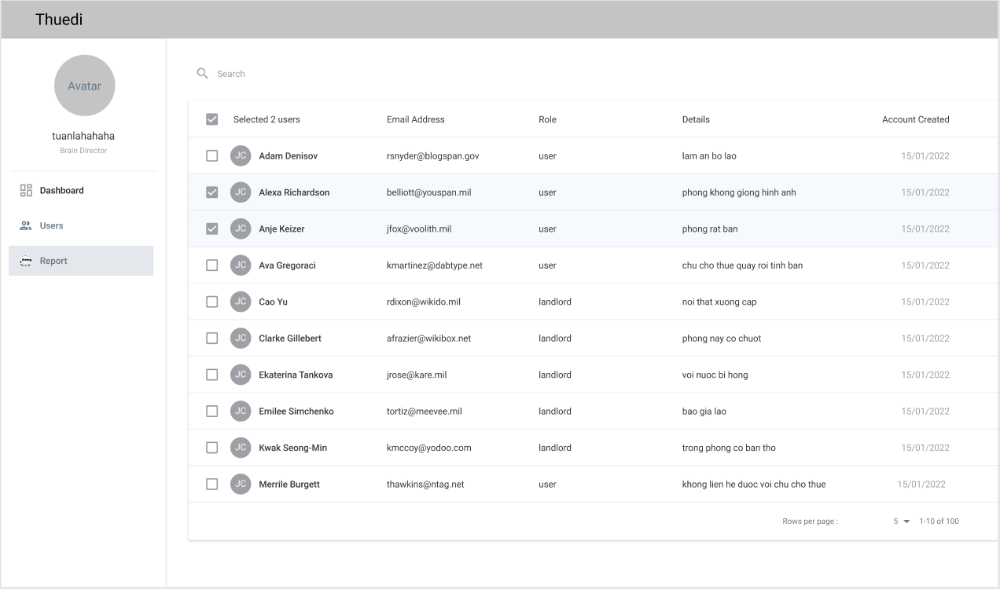 Thuedi
Avatar
tuanlahahaha
Brain Director
Dashboard
Users
Report
Search
Selected 2 users Email Address Role Details Account Created
JC Adam Denisov rsnyder@blogspan.gov user lam an bo lao 15/01/2022
JC Alexa Richardson belliott@youspan.mil user phong khong giong hinh anh 15/01/2022
JC Anje Keizer jfox@voolith.mil user phong rat ban 15/01/2022
JC Ava Gregoraci kmartinez@dabtype.net user chu cho thue quay roi tinh ban 15/01/2022
JC Cao Yu rdixon@wikido.mil landlord noi that xuong cap 15/01/2022
JC Clarke Gillebert afrazier@wikibox.net landlord phong nay co chuot 15/01/2022
JC Ekaterina Tankova jrose@kare.mil landlord voi nuoc bi hong 15/01/2022
JC Emilee Simchenko tortiz@meevee.mil landlord bao gia lao 15/01/2022
JC Kwak Seong-Min kmccoy@yodoo.com landlord trong phong co ban tho 15/01/2022
JC Merrile Burgett thawkins@ntag.net user khong lien he duoc voi chu cho thue 15/01/2022
Rows per page : 5 1-10 of 100